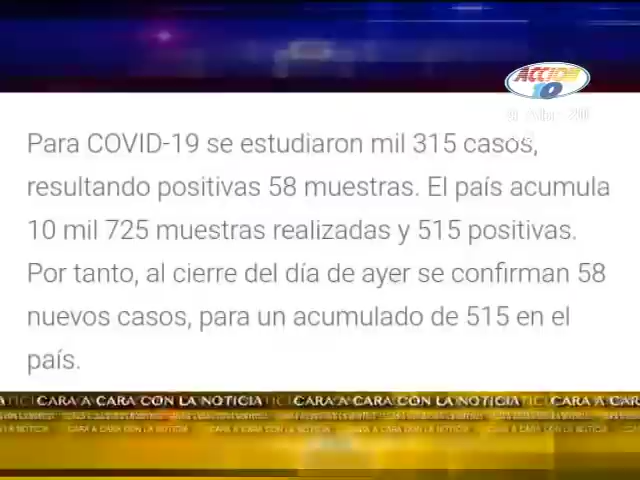 ACCION
10
Para COVID-19 se estudiaron mil 315 casos,
resultando positivas 58 muestras. El país acumula
10 mil 725 muestras realizadas y 515 positivas.
Por tanto, al cierre del día de ayer se confirman 58
nuevos casos, para un acumulado de 515 en el
país.
CARA A CARA CON LA NOTICIA CARA A CARA CON LA NOTICIA CARA A CAR